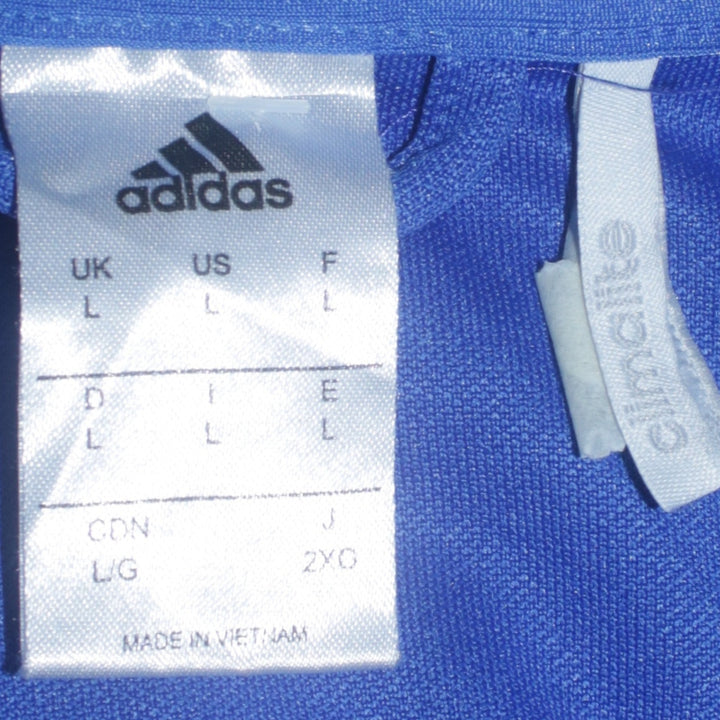 adidas
UK US F
L L L
D I E
L L L
CDN J
L/G 2XO
MADE IN VIETNAM
climalite